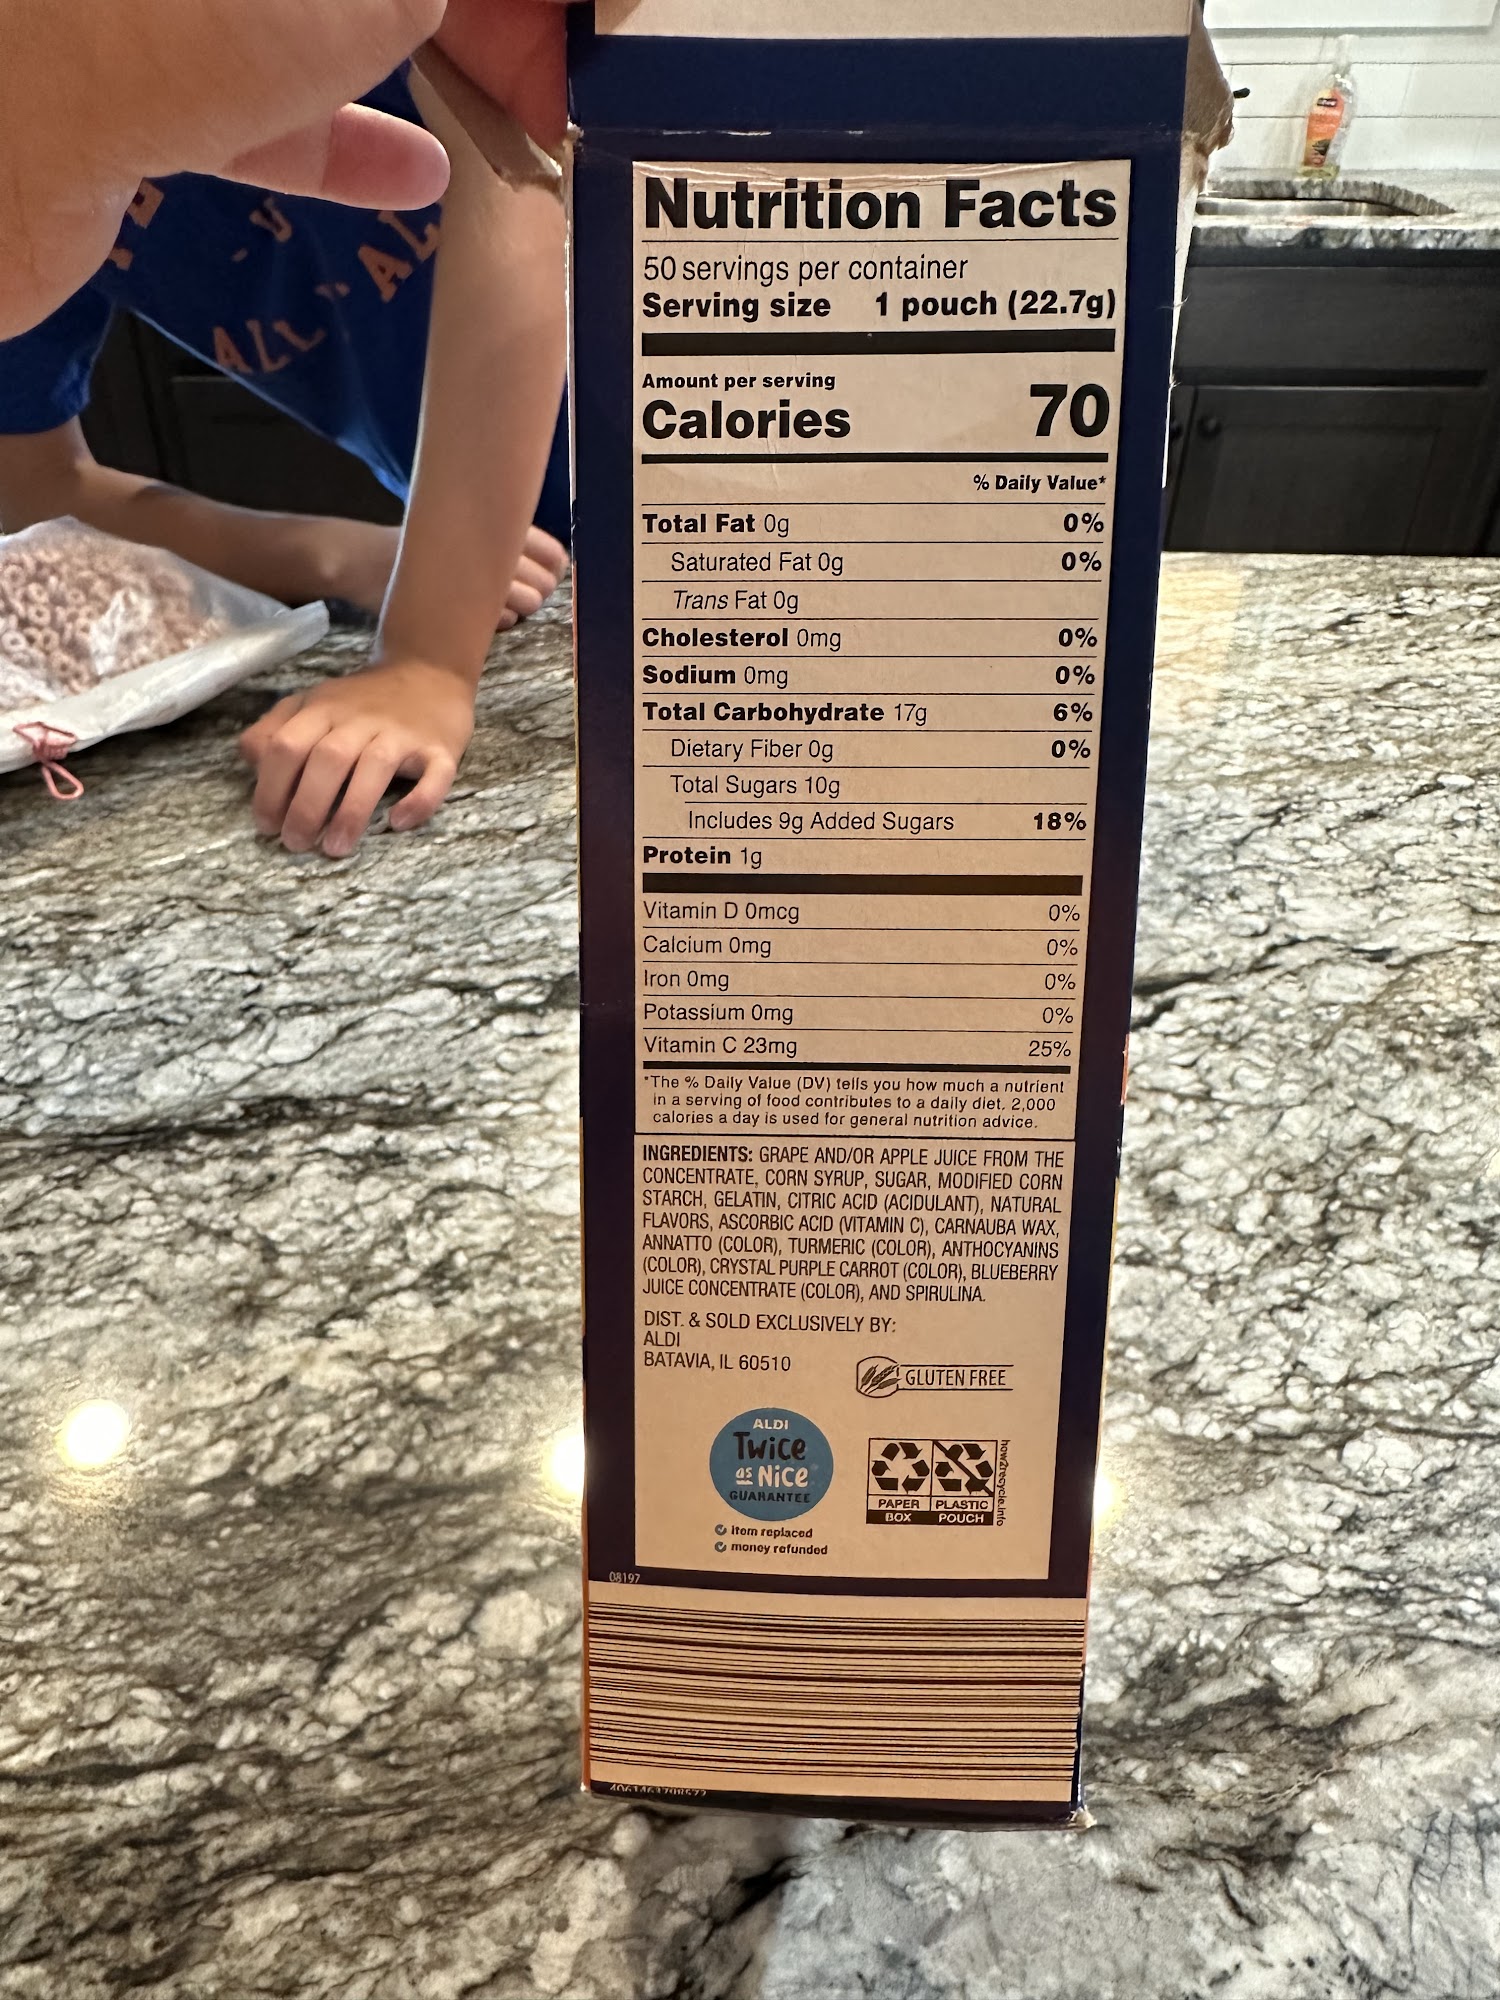 Nutrition Facts
50 servings per container
Serving size 1 pouch (22.7g)
Amount per serving
Calories 70
% Daily Value*
Total Fat 0g 0%
Saturated Fat 0g 0%
Trans Fat 0g
Cholesterol 0mg 0%
Sodium 0mg 0%
Total Carbohydrate 17g 6%
Dietary Fiber 0g 0%
Total Sugars 10g
Includes 9g Added Sugars 18%
Protein 1g
Vitamin D 0mcg 0%
Calcium 0mg 0%
Iron 0mg 0%
Potassium 0mg 0%
Vitamin C 23mg 25%
*The % Daily Value (DV) tells you how much a nutrient
in a serving of food contributes to a daily diet. 2,000
calories a day is used for general nutrition advice.
INGREDIENTS: GRAPE AND/OR APPLE JUICE FROM THE
CONCENTRATE, CORN SYRUP, SUGAR, MODIFIED CORN
STARCH, GELATIN, CITRIC ACID (ACIDULANT), NATURAL
FLAVORS, ASCORBIC ACID (VITAMIN C), CARNAUBA WAX,
ANNATTO (COLOR), TURMERIC (COLOR), ANTHOCYANINS
(COLOR), CRYSTAL PURPLE CARROT (COLOR), BLUEBERRY
JUICE CONCENTRATE (COLOR), AND SPIRULINA.
DIST. & SOLD EXCLUSIVELY BY:
ALDI
BATAVIA, IL 60510
GLUTEN FREE
ALDI
Twice
as Nice
GUARANTEE
item replaced
money refunded
PAPER PLASTIC
BOX POUCH
how2recycle.info
08197
ALL